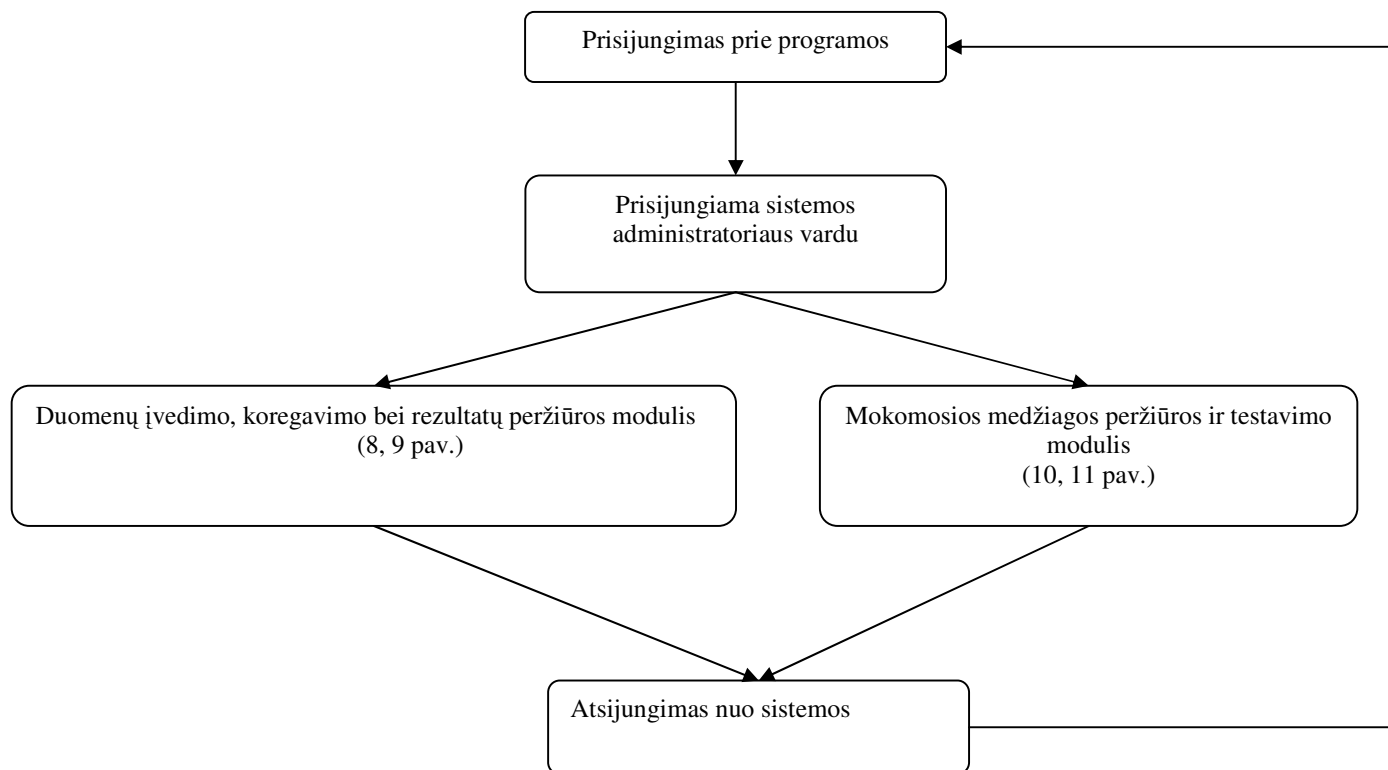 Prisijungimas prie programos
Prisijungiama sistemos
administratoriaus vardu
Duomenų įvedimo, koregavimo bei rezultatų peržiūros modulis
(8, 9 pav.)
Mokomosios medžiagos peržiūros ir testavimo
modulis
(10, 11 pav.)
Atsijungimas nuo sistemos